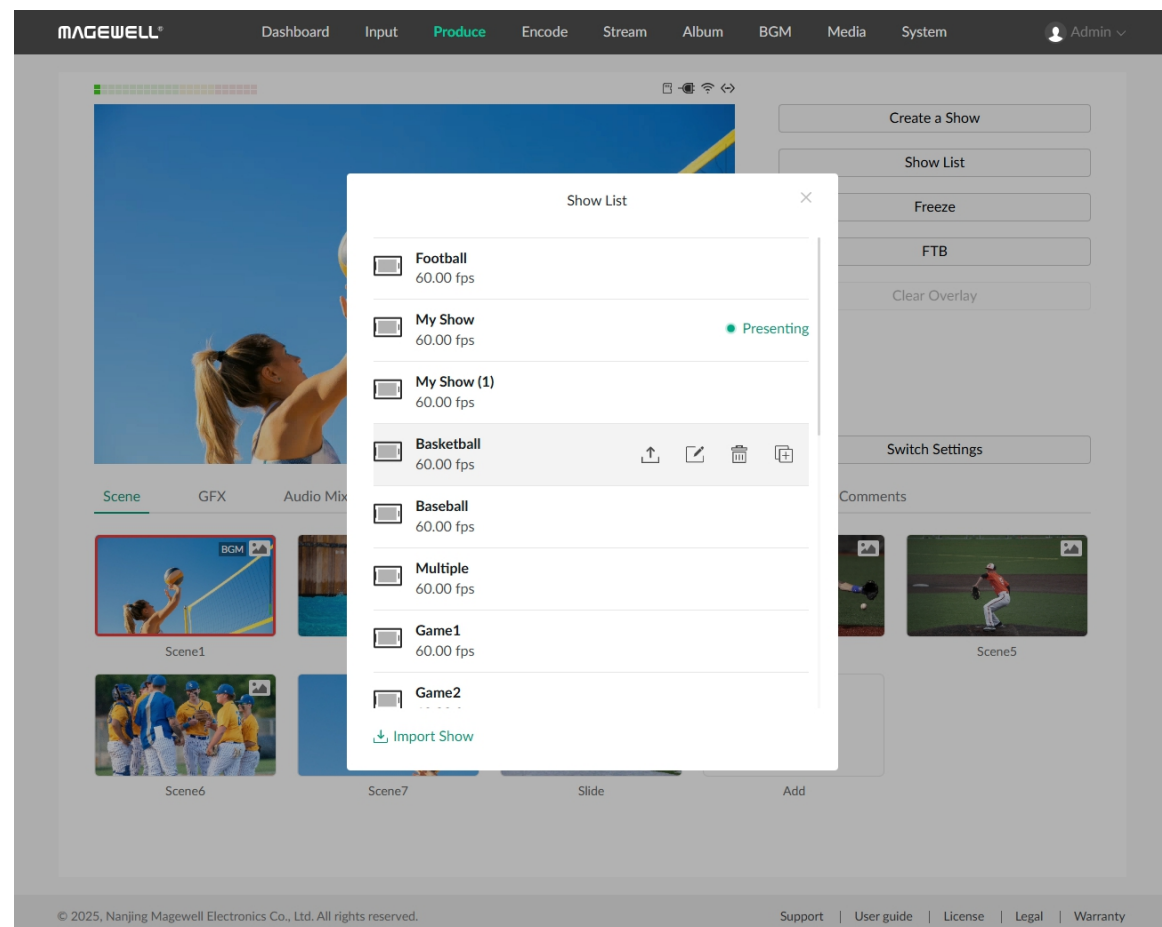 MAGEWELL®
Dashboard Input Produce Encode Stream Album BGM Media System Admin
Create a Show
Show List
Freeze
FTB
Clear Overlay
Switch Settings
Show List
Football
60.00 fps
My Show
60.00 fps
Presenting
My Show (1)
60.00 fps
Basketball
60.00 fps
Baseball
60.00 fps
Multiple
60.00 fps
Game1
60.00 fps
Game2
Import Show
Scene GFX Audio Mix Comments
BGM
Scene1 Scene5
Scene6 Scene7 Slide Add
© 2025, Nanjing Magewell Electronics Co., Ltd. All rights reserved.
Support | User guide | License | Legal | Warranty